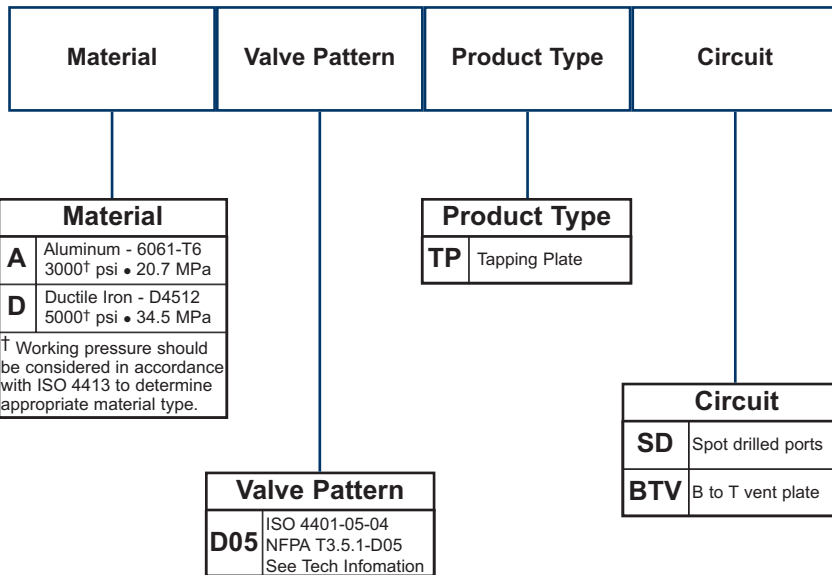 Material
Valve Pattern
Product Type
Circuit
Material
A
Aluminum - 6061-T6
3000† psi • 20.7 MPa
D
Ductile Iron - D4512
5000† psi • 34.5 MPa
† Working pressure should
be considered in accordance
with ISO 4413 to determine
appropriate material type.
Product Type
TP
Tapping Plate
Circuit
SD
Spot drilled ports
BTV
B to T vent plate
Valve Pattern
D05
ISO 4401-05-04
NFPA T3.5.1-D05
See Tech Infomation